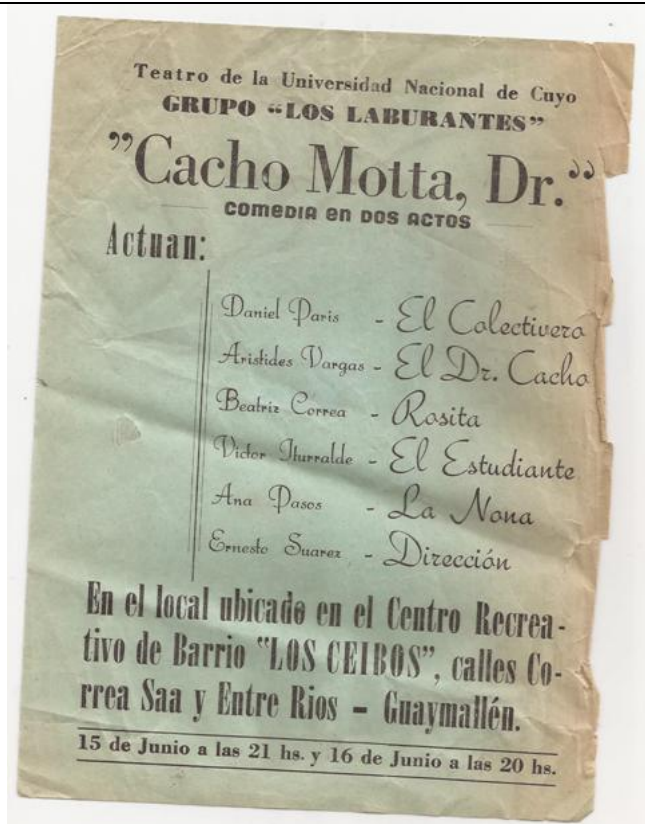 Teatro de la Universidad Nacional de Cuyo
GRUPO “LOS LABURANTES”
”Cacho Motta, Dr.”
COMEDIA en DOS ACTOS
Actuan:
Daniel Paris - El Colectivero
Aristides Vargas - El Dr. Cacho
Beatriz Correa - Rosita
Victor Iturralde - El Estudiante
Ana Pasos - La Nona
Ernesto Suarez - Dirección
En el local ubicado en el Centro Recrea-
tivo de Barrio “LOS CEIBOS”, calles Co-
rrea Saa y Entre Rios - Guaymallén.
15 de Junio a las 21 hs. y 16 de Junio a las 20 hs.